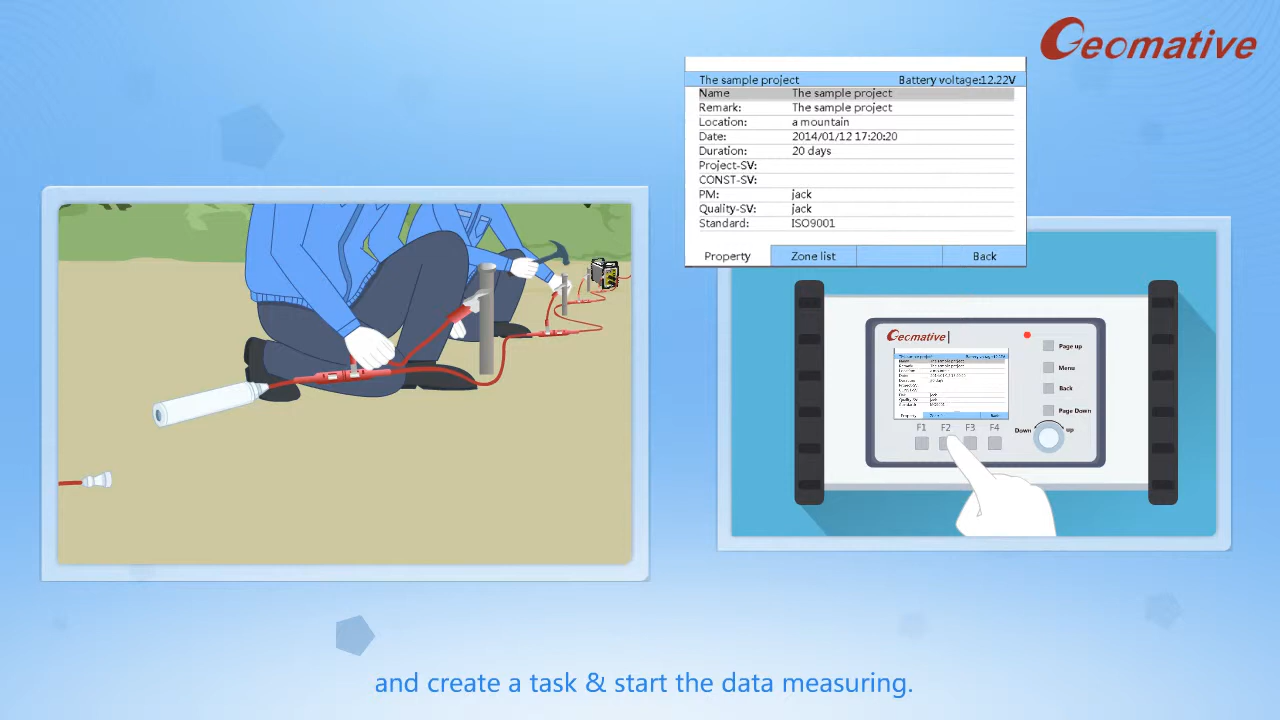 Geomative
The sample project Battery voltage:12.22V
Name The sample project
Remark: The sample project
Location: a mountain
Date: 2014/01/12 17:20:20
Duration: 20 days
Project-SV:
CONST-SV:
PM: jack
Quality-SV: jack
Standard: ISO9001
Property Zone list Back
Geomative
Page up
Menu
Back
Page Down
F1 F2 F3 F4
Down up
and create a task & start the data measuring.